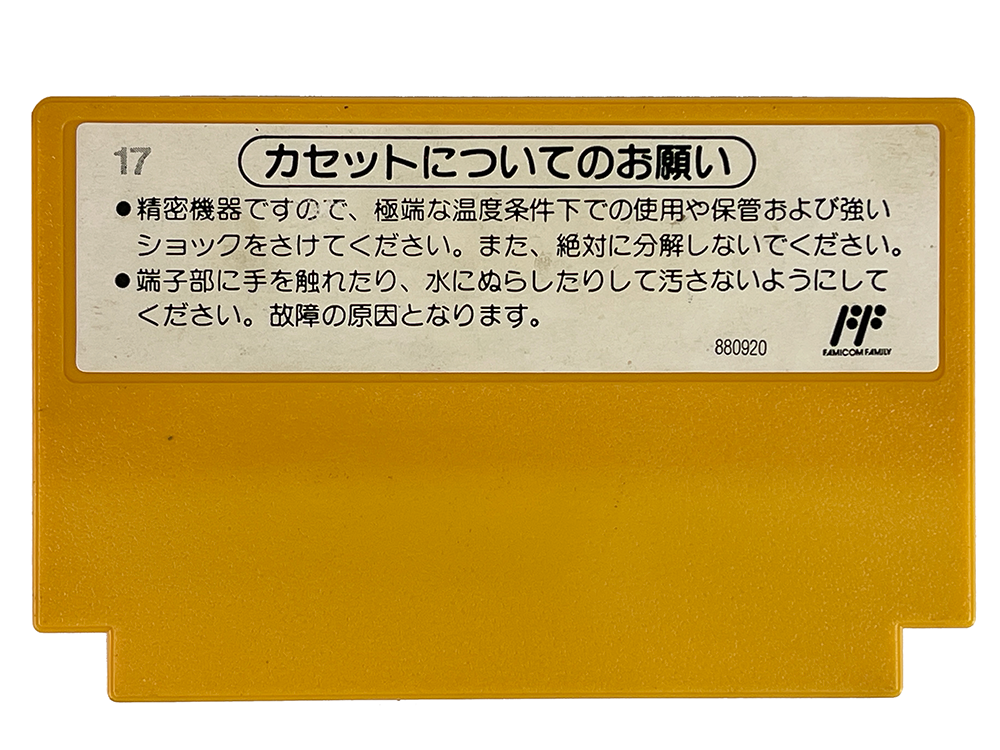 17
カセットについてのお願い
●精密機器ですので、極端な温度条件下での使用や保管および強い
ショックをさけてください。また、絶対に分解しないでください。
●端子部に手を触れたり、水にぬらしたりして汚さないようにして
ください。故障の原因となります。
880920
FF
FAMICOM FAMILY